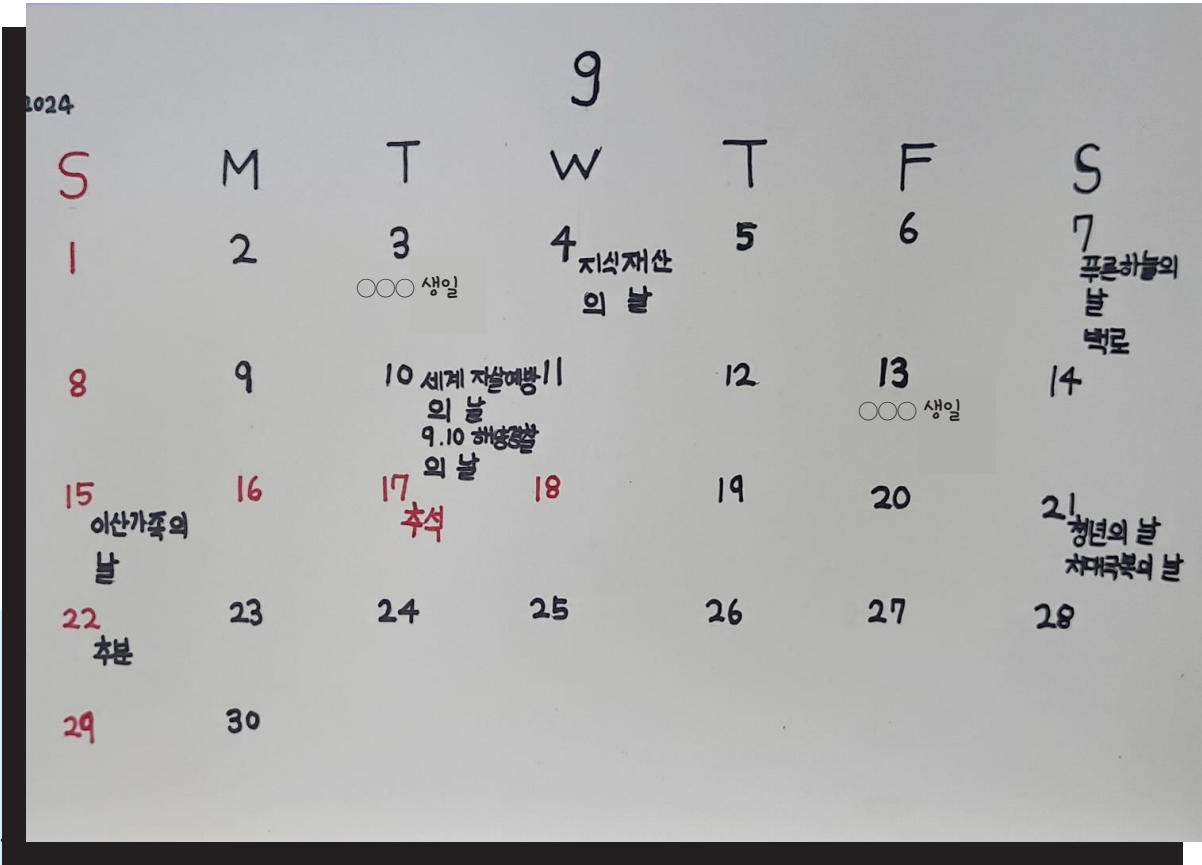 9
2024
S M T W T F S
1 2 3 4 5 6 7
○○○ 생일
지식재산
의 날
푸른하늘의
날
백로
8 9 10 11 12 13 14
세계 자살예방
의 날
9.10 해양경찰
의 날
○○○ 생일
15 16 17 18 19 20 21
이산가족의
날
추석
청년의 날
치매극복의 날
22 23 24 25 26 27 28
추분
29 30